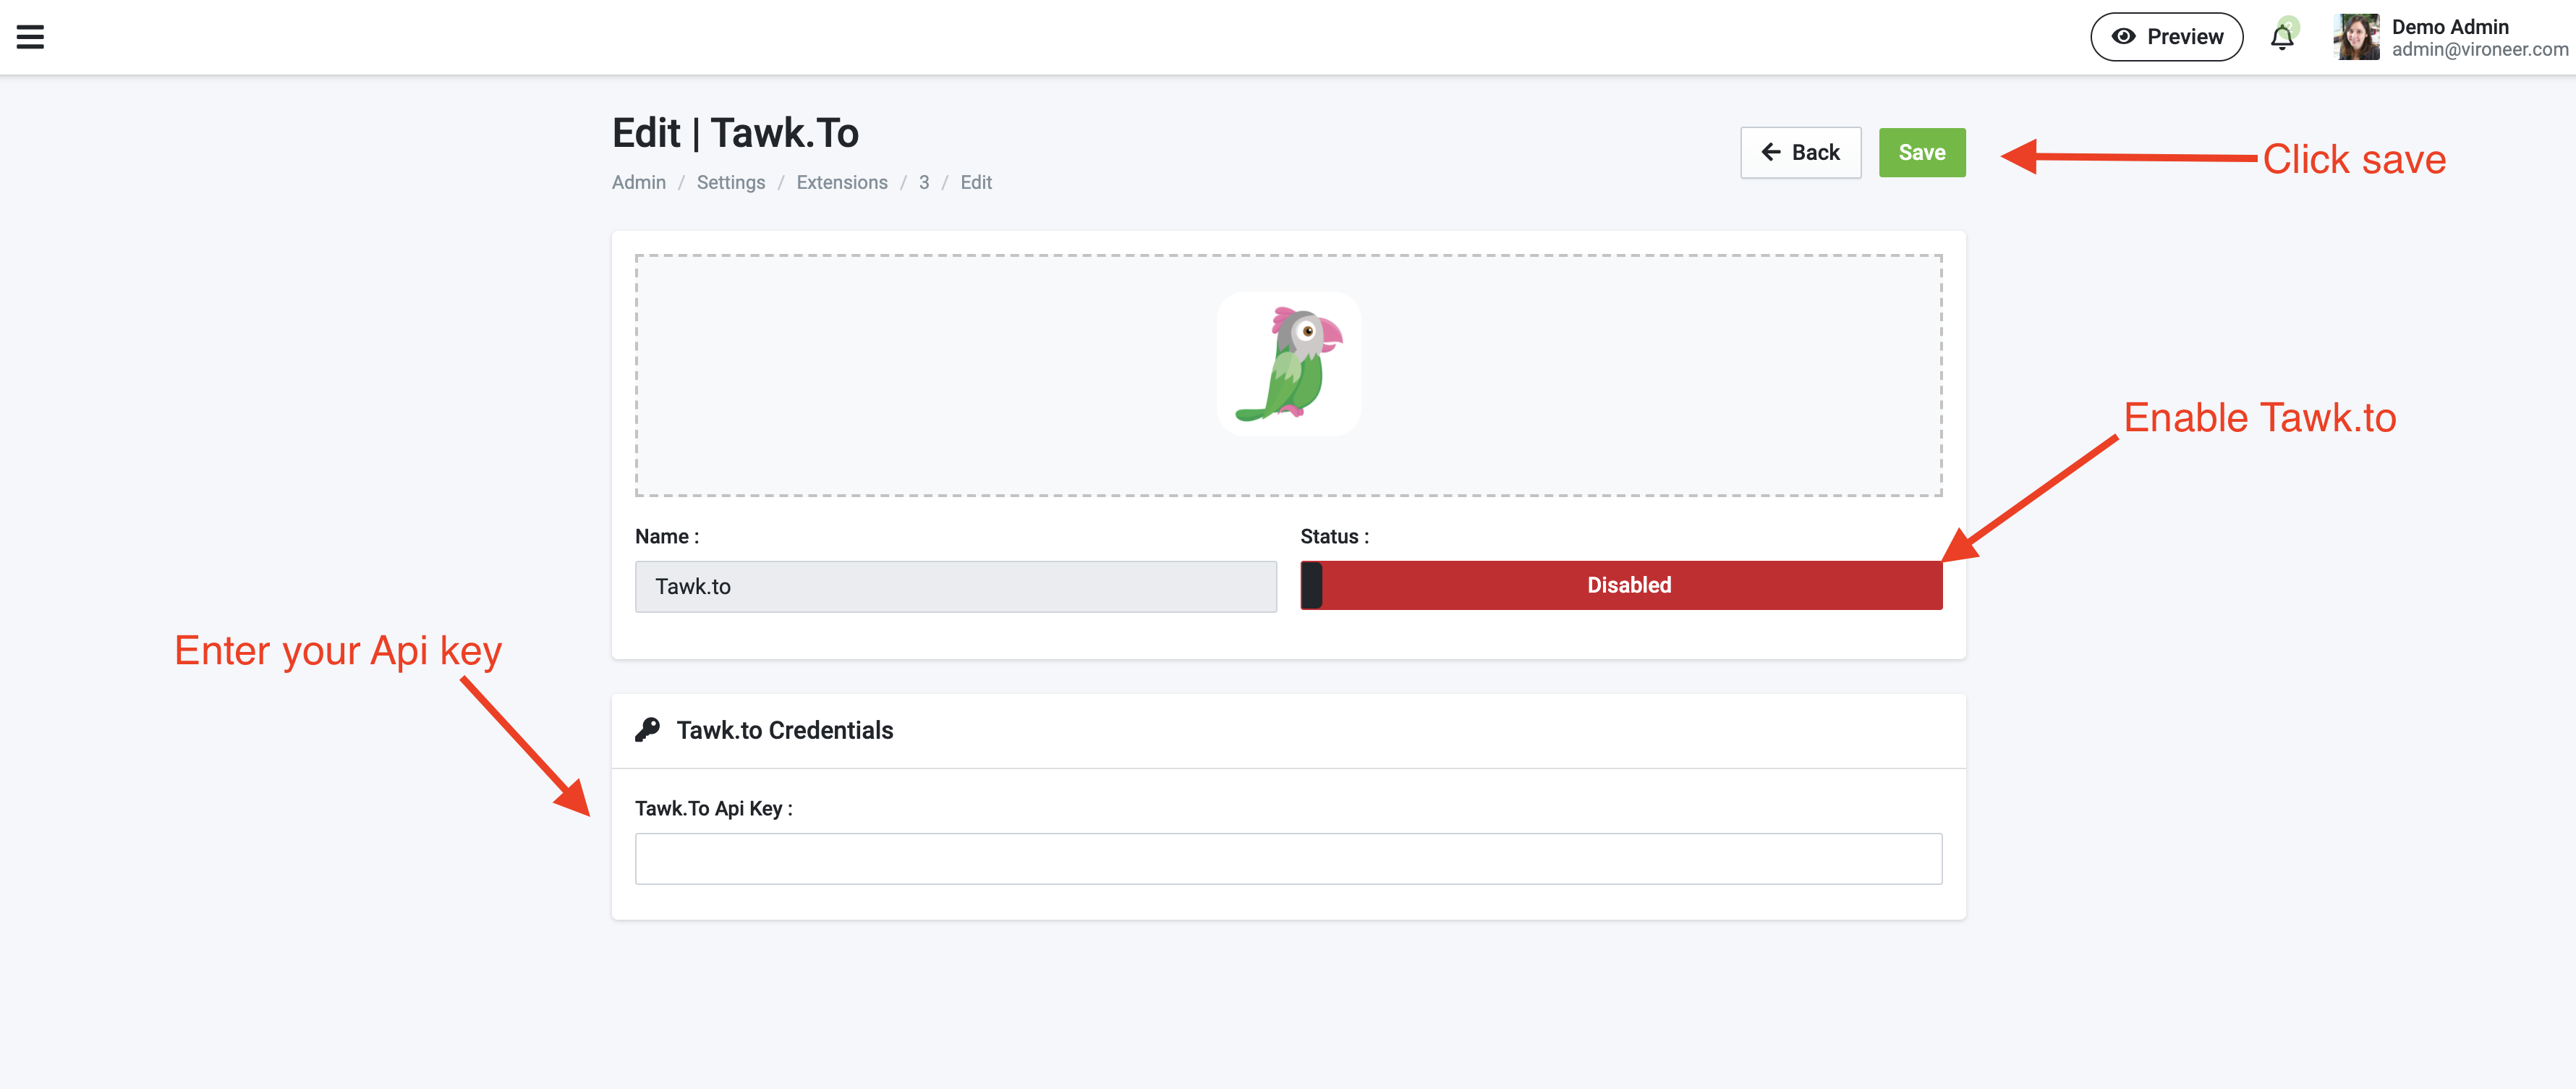 Preview
Demo Admin
admin@vironeer.com
Edit | Tawk.To
Admin / Settings / Extensions / 3 / Edit
Back
Save
Click save
Enable Tawk.to
Name :
Status :
Tawk.to
Disabled
Enter your Api key
Tawk.to Credentials
Tawk.To Api Key :